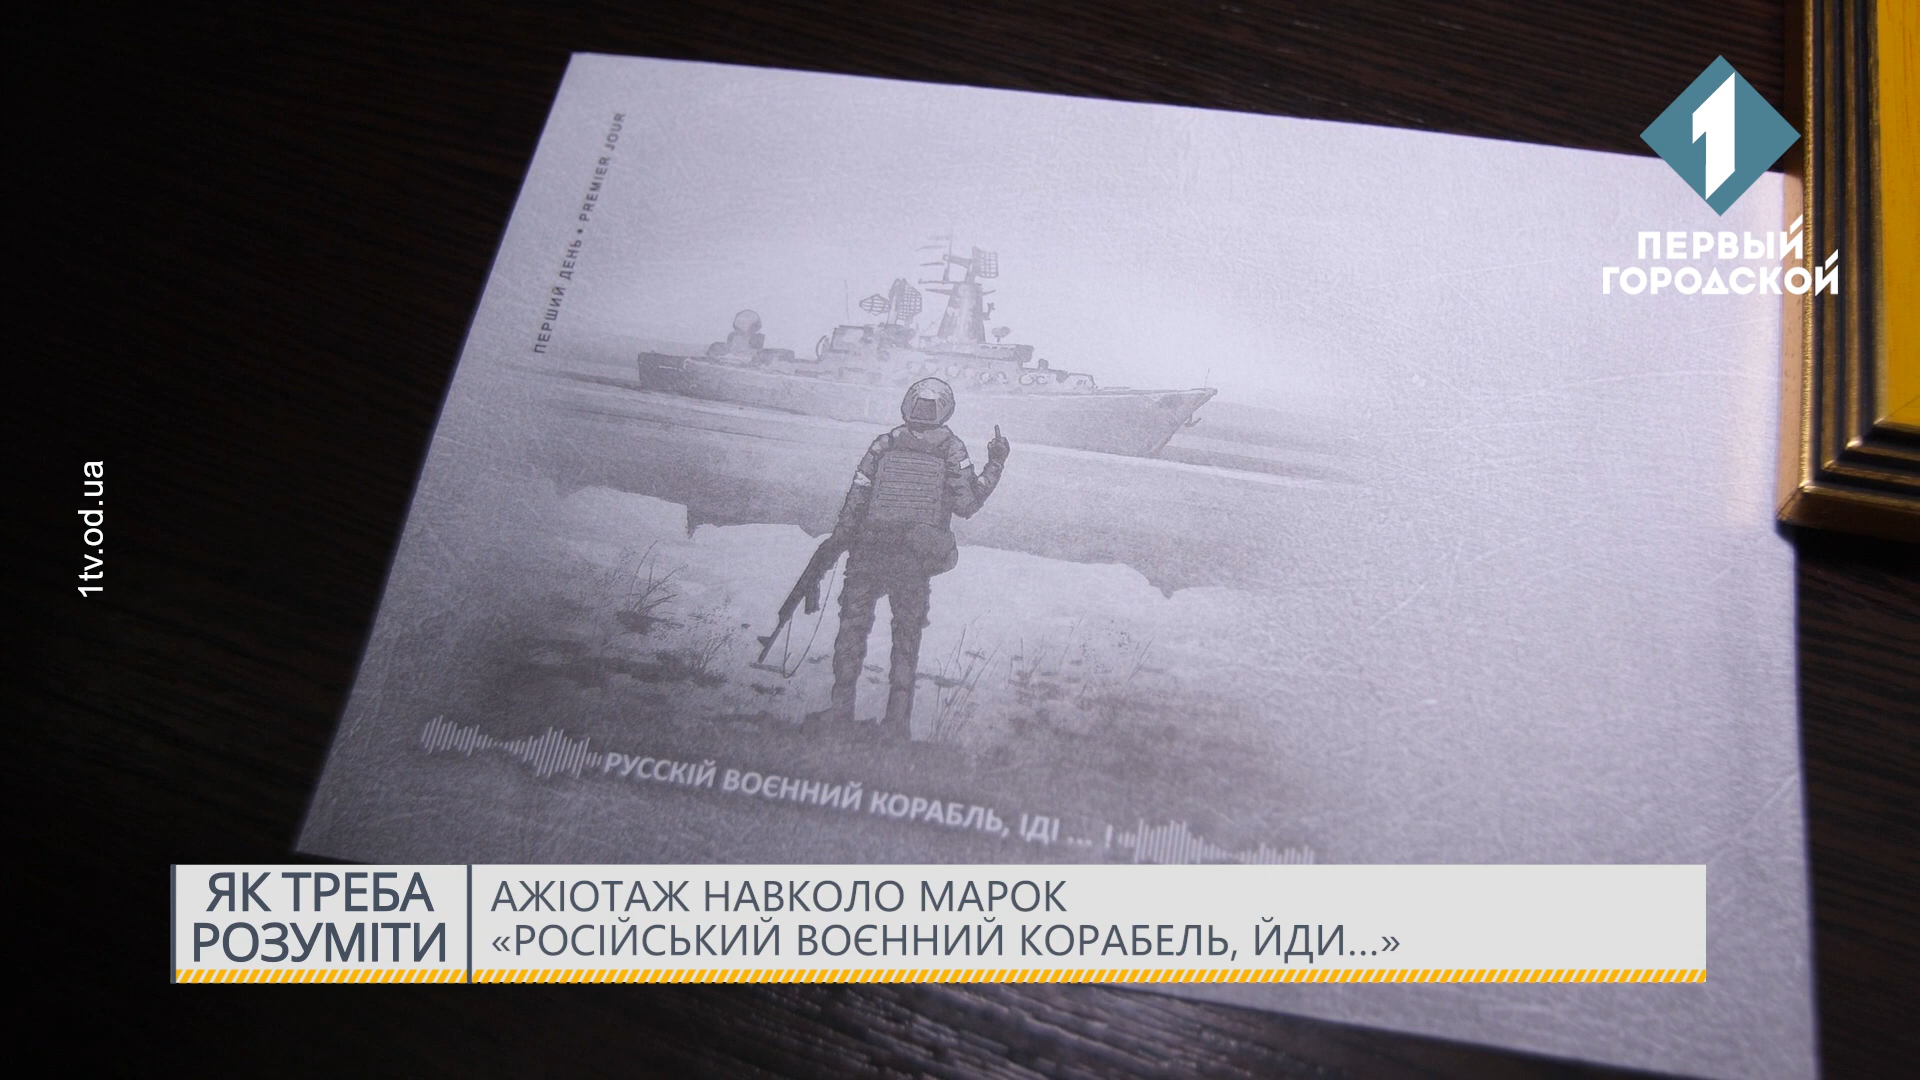 ПЕРШИЙ ДЕНЬ • PREMIER JOUR
1
ПЕРВЫЙ
ГОРОДСКОЙ
1tv.od.ua
РУССКІЙ ВОЄННИЙ КОРАБЛЬ, ІДІ ... !
ЯК ТРЕБА
РОЗУМІТИ
АЖІОТАЖ НАВКОЛО МАРОК
«РОСІЙСЬКИЙ ВОЄННИЙ КОРАБЕЛЬ, ЙДИ...»